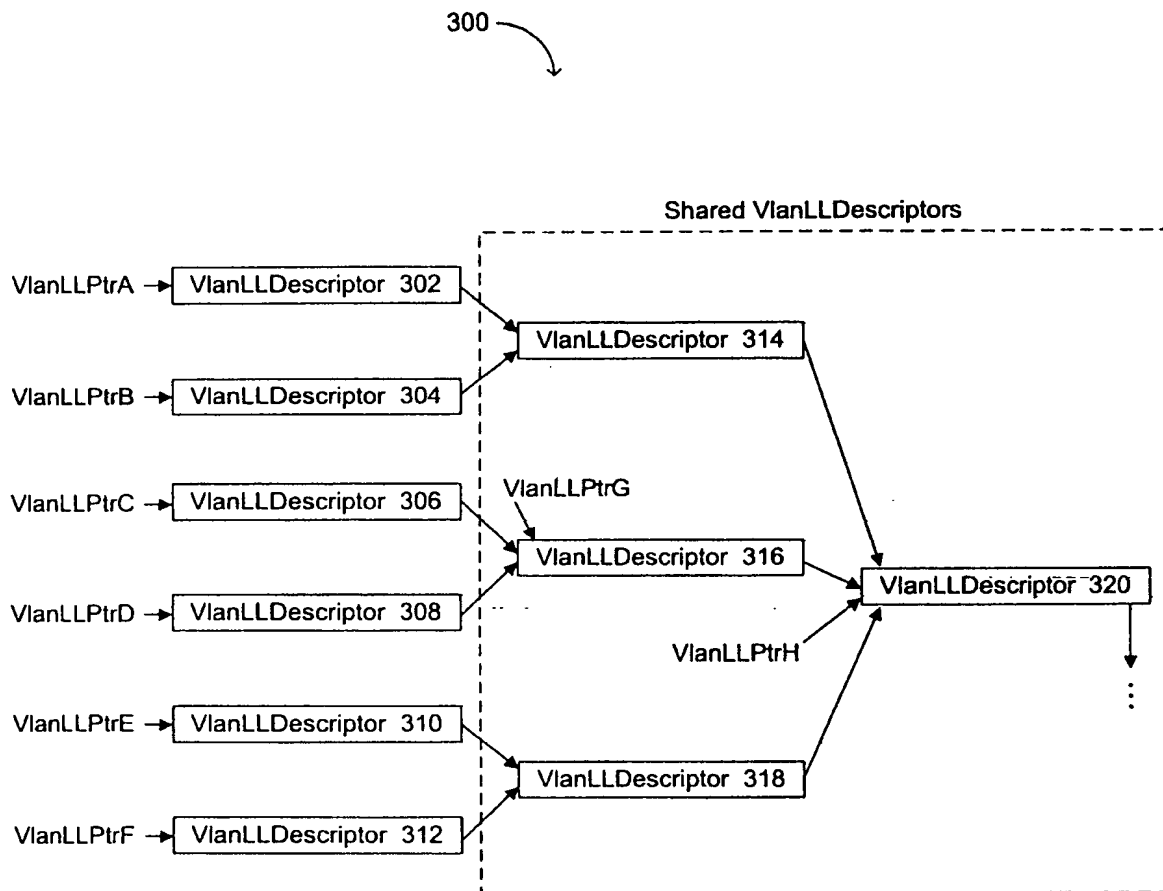 300
Shared VlanLLDescriptors
VlanLLPtrA
VlanLLDescriptor 302
VlanLLDescriptor 314
VlanLLPtrB
VlanLLDescriptor 304
VlanLLPtrC
VlanLLDescriptor 306
VlanLLPtrG
VlanLLDescriptor 316
VlanLLDescriptor 320
VlanLLPtrD
VlanLLDescriptor 308
VlanLLPtrH
VlanLLPtrE
VlanLLDescriptor 310
VlanLLDescriptor 318
VlanLLPtrF
VlanLLDescriptor 312